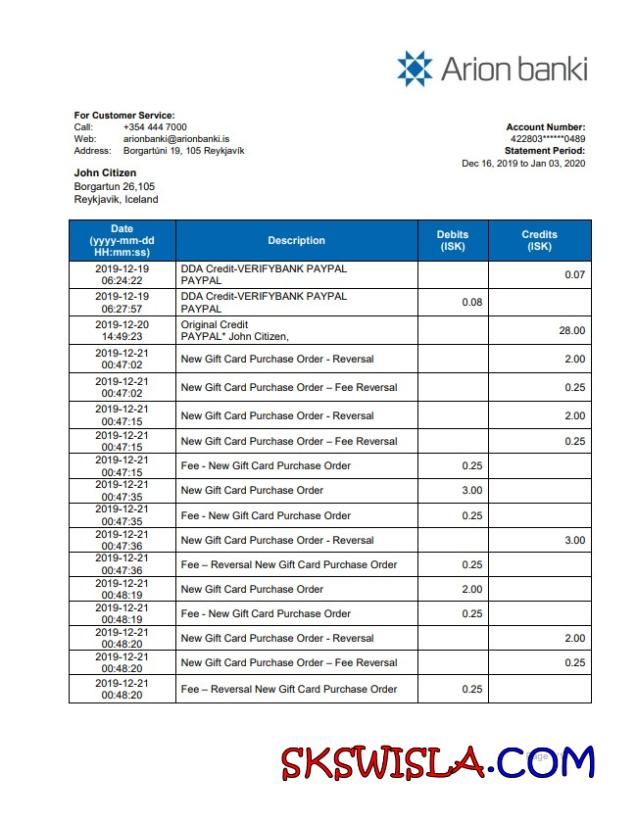 Arion banki
For Customer Service:
Call: +354 444 7000
Web: arionbanki@arionbanki.is
Address: Borgartúni 19, 105 Reykjavík
Account Number:
422803******0489
Statement Period:
Dec 16, 2019 to Jan 03, 2020
John Citizen
Borgartun 26,105
Reykjavik, Iceland
Date
(yyyy-mm-dd
HH:mm:ss)
Description
Debits
(ISK)
Credits
(ISK)
2019-12-19
06:24:22
DDA Credit-VERIFYBANK PAYPAL
PAYPAL
0.07
2019-12-19
06:27:57
DDA Credit-VERIFYBANK PAYPAL
PAYPAL
0.08
2019-12-20
14:49:23
Original Credit
PAYPAL* John Citizen,
28.00
2019-12-21
00:47:02
New Gift Card Purchase Order - Reversal
2.00
2019-12-21
00:47:02
New Gift Card Purchase Order – Fee Reversal
0.25
2019-12-21
00:47:15
New Gift Card Purchase Order - Reversal
2.00
2019-12-21
00:47:15
New Gift Card Purchase Order – Fee Reversal
0.25
2019-12-21
00:47:15
Fee - New Gift Card Purchase Order
0.25
2019-12-21
00:47:35
New Gift Card Purchase Order
3.00
2019-12-21
00:47:35
Fee - New Gift Card Purchase Order
0.25
2019-12-21
00:47:36
New Gift Card Purchase Order - Reversal
3.00
2019-12-21
00:47:36
Fee – Reversal New Gift Card Purchase Order
0.25
2019-12-21
00:48:19
New Gift Card Purchase Order
2.00
2019-12-21
00:48:19
Fee - New Gift Card Purchase Order
0.25
2019-12-21
00:48:20
New Gift Card Purchase Order - Reversal
2.00
2019-12-21
00:48:20
New Gift Card Purchase Order – Fee Reversal
0.25
2019-12-21
00:48:20
Fee – Reversal New Gift Card Purchase Order
0.25
SKSWISLA.COM